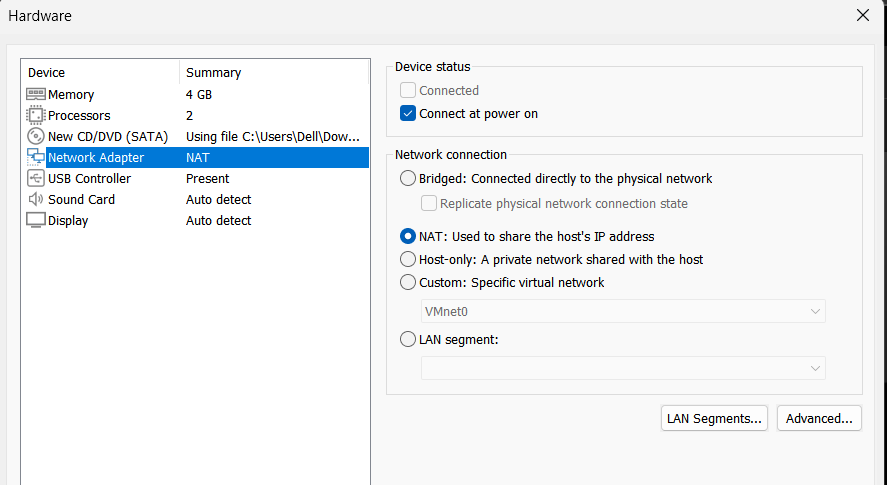 Hardware
Device Summary
Memory 4 GB
Processors 2
New CD/DVD (SATA) Using file C:\Users\Dell\Dow...
Network Adapter NAT
USB Controller Present
Sound Card Auto detect
Display Auto detect
Device status
Connected
Connect at power on
Network connection
Bridged: Connected directly to the physical network
Replicate physical network connection state
NAT: Used to share the host's IP address
Host-only: A private network shared with the host
Custom: Specific virtual network
VMnet0
LAN segment:
LAN Segments... Advanced...